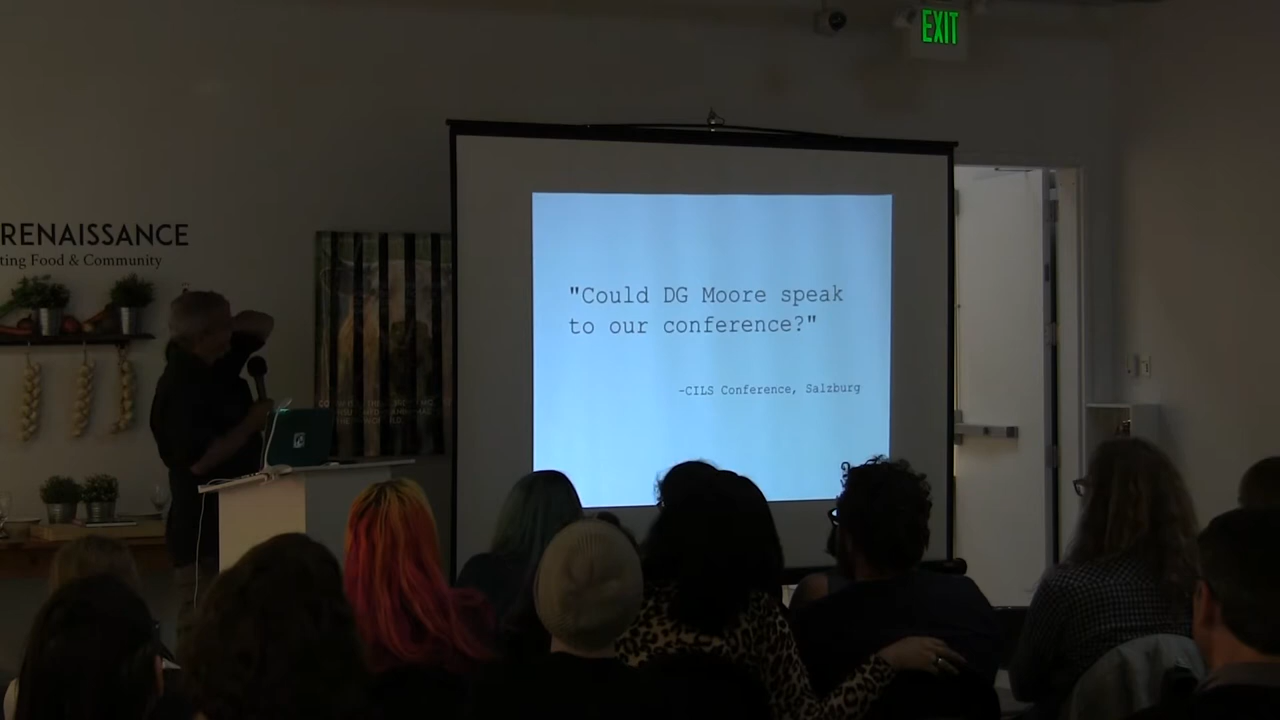 EXIT
RENAISSANCE
ting Food & Community
"Could DG Moore speak
to our conference?"
-CILS Conference, Salzburg